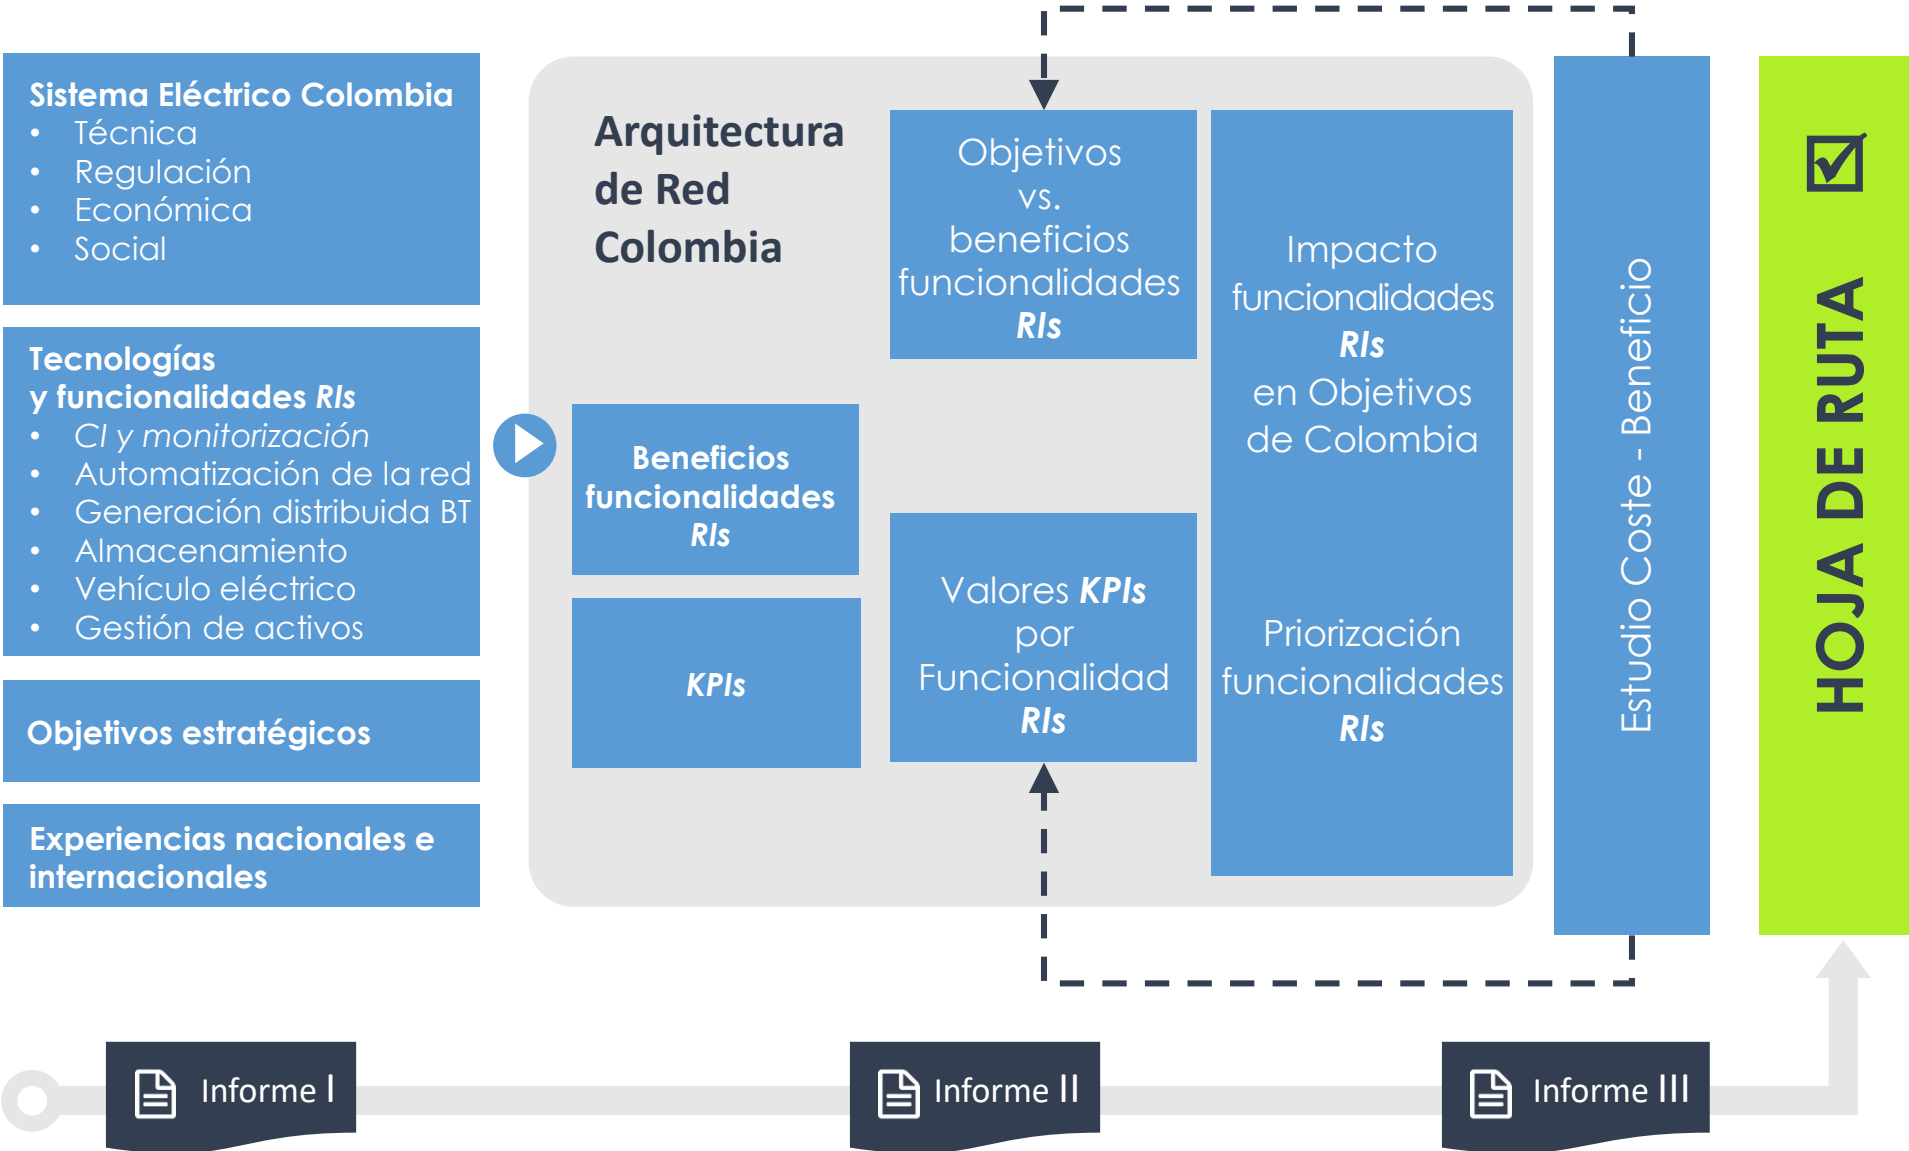 Sistema Eléctrico Colombia
• Técnica
• Regulación
• Económica
• Social
Tecnologías
y funcionalidades RIs
• CI y monitorización
• Automatización de la red
• Generación distribuida BT
• Almacenamiento
• Vehículo eléctrico
• Gestión de activos
Objetivos estratégicos
Experiencias nacionales e
internacionales
Arquitectura
de Red
Colombia
Beneficios
funcionalidades
RIs
KPIs
Objetivos
vs.
beneficios
funcionalidades
RIs
Valores KPIs
por
Funcionalidad
RIs
Impacto
funcionalidades
RIs
en Objetivos
de Colombia
Priorización
funcionalidades
RIs
Estudio Coste - Beneficio
HOJA DE RUTA
Informe I
Informe II
Informe III